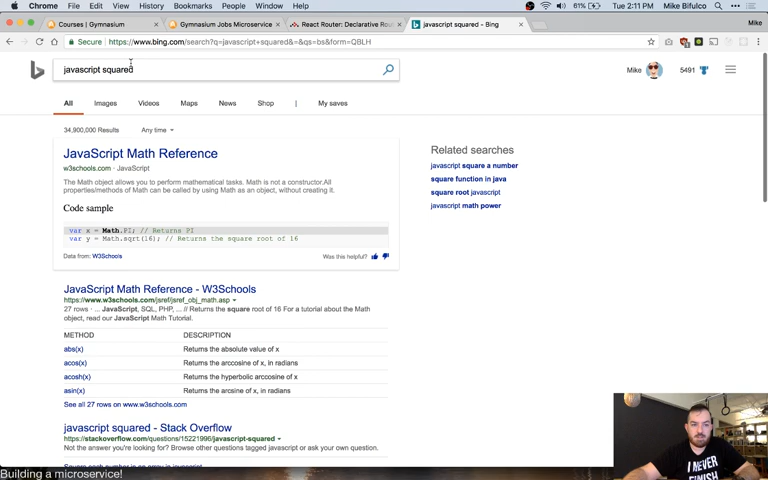 Chrome File Edit View History Bookmarks People Window Help 61% Tue 2:11 PM Mike Bifulco
Courses | Gymnasium Gymnasium Jobs Microservice React Router: Declarative Rout javascript squared - Bing
Secure https://www.bing.com/search?q=javascript+squared&=&qs=bs&form=QBLH
javascript squared
Mike 5491
All Images Videos Maps News Shop | My saves
34,900,000 Results Any time
JavaScript Math Reference
w3schools.com · JavaScript
The Math object allows you to perform mathematical tasks. Math is not a constructor.All
properties/methods of Math can be called by using Math as an object, without creating it.
Code sample
var x = Math.PI; // Returns PI
var y = Math.sqrt(16); // Returns the square root of 16
Data from: W3Schools Was this helpful?
Related searches
javascript square a number
square function in java
square root javascript
javascript math power
JavaScript Math Reference - W3Schools
https://www.w3schools.com/jsref/jsref_obj_math.asp
27 rows · ... JavaScript, SQL, PHP, ... // Returns the square root of 16 For a tutorial about the Math
object, read our JavaScript Math Tutorial.
METHOD DESCRIPTION
abs(x) Returns the absolute value of x
acos(x) Returns the arccosine of x, in radians
acosh(x) Returns the hyperbolic arccosine of x
asin(x) Returns the arcsine of x, in radians
See all 27 rows on www.w3schools.com
javascript squared - Stack Overflow
https://stackoverflow.com/questions/15221996/javascript-squared
Not the answer you're looking for? Browse other questions tagged javascript or ask your own question.
Square each number in an array in javascript
Building a microservice!
I NEVER
FINISH